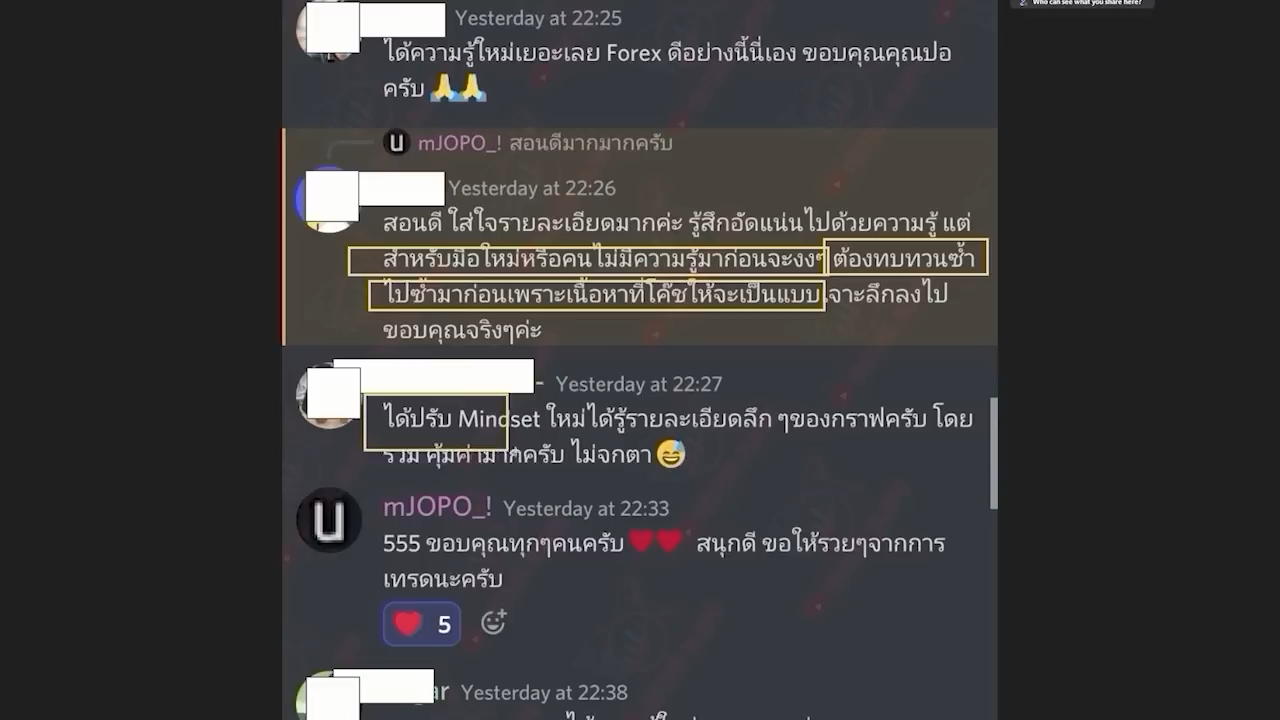 Who can see what you share here?
Yesterday at 22:25
ได้ความรู้ใหม่เยอะเลย Forex ดีอย่างนี้นี่เอง ขอบคุณคุณปอ
ครับ 🙏🙏
U mJOPO_! สอนดีมากมากครับ
Yesterday at 22:26
สอนดี ใส่ใจรายละเอียดมากค่ะ รู้สึกอัดแน่นไปด้วยความรู้ แต่
สำหรับมือใหม่หรือคนไม่มีความรู้มาก่อนจะงงๆ ต้องทบทวนซ้ำ
ไปซ้ำมาก่อนเพราะเนื้อหาที่โค๊ชให้จะเป็นแบบเจาะลึกลงไป
ขอบคุณจริงๆค่ะ
- Yesterday at 22:27
ได้ปรับ Mindset ใหม่ได้รู้รายละเอียดลึก ๆของกราฟครับ โดย
รวม คุ้มค่ามากครับ ไม่จกตา 😅
U mJOPO_! Yesterday at 22:33
555 ขอบคุณทุกๆคนครับ ❤️❤️ สนุกดี ขอให้รวยๆจากการ
เทรดนะครับ
❤️ 5
ar Yesterday at 22:38